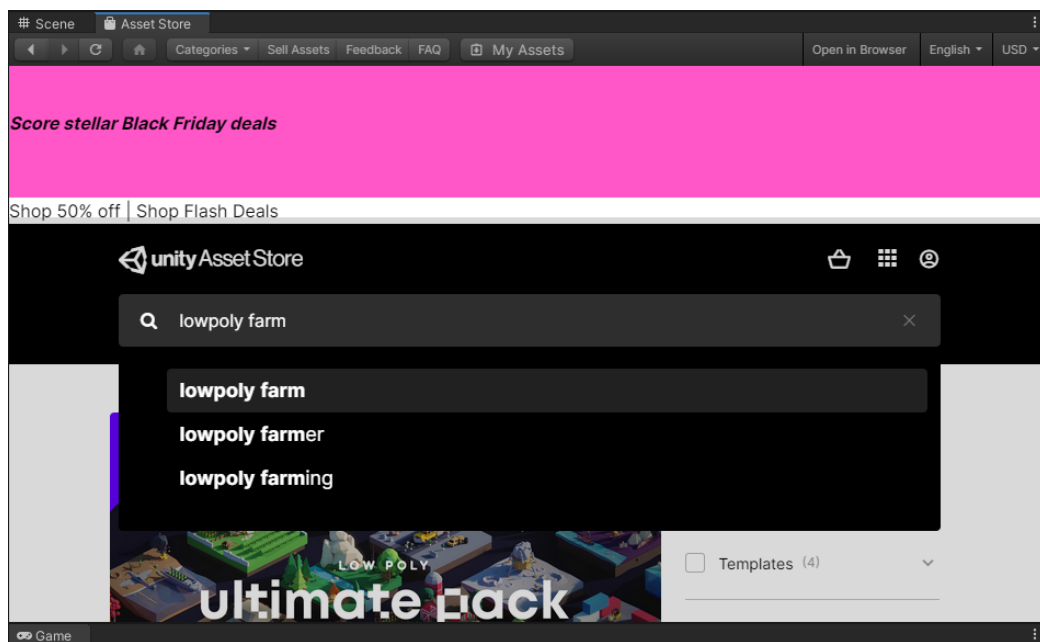 Scene Asset Store
Categories Sell Assets Feedback FAQ My Assets Open in Browser English USD
Score stellar Black Friday deals
Shop 50% off | Shop Flash Deals
unity Asset Store
lowpoly farm
lowpoly farm
lowpoly farmer
lowpoly farming
LOW POLY
ultimate pack
Templates (4)
Game